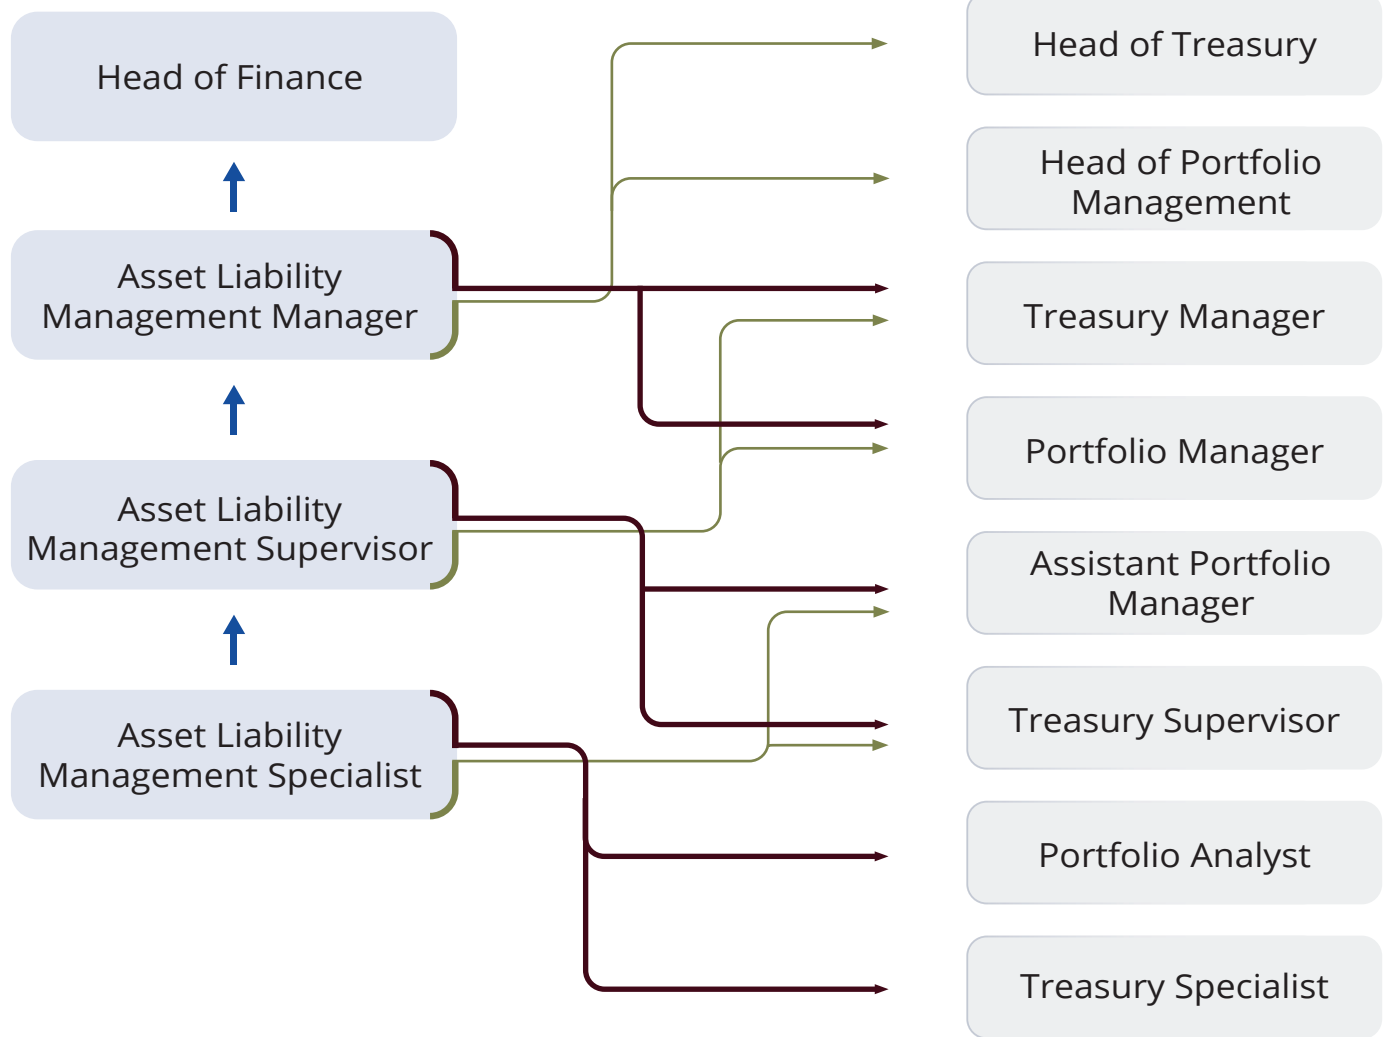 Head of Finance
Asset Liability
Management Manager
Asset Liability
Management Supervisor
Asset Liability
Management Specialist
Head of Treasury
Head of Portfolio
Management
Treasury Manager
Portfolio Manager
Assistant Portfolio
Manager
Treasury Supervisor
Portfolio Analyst
Treasury Specialist